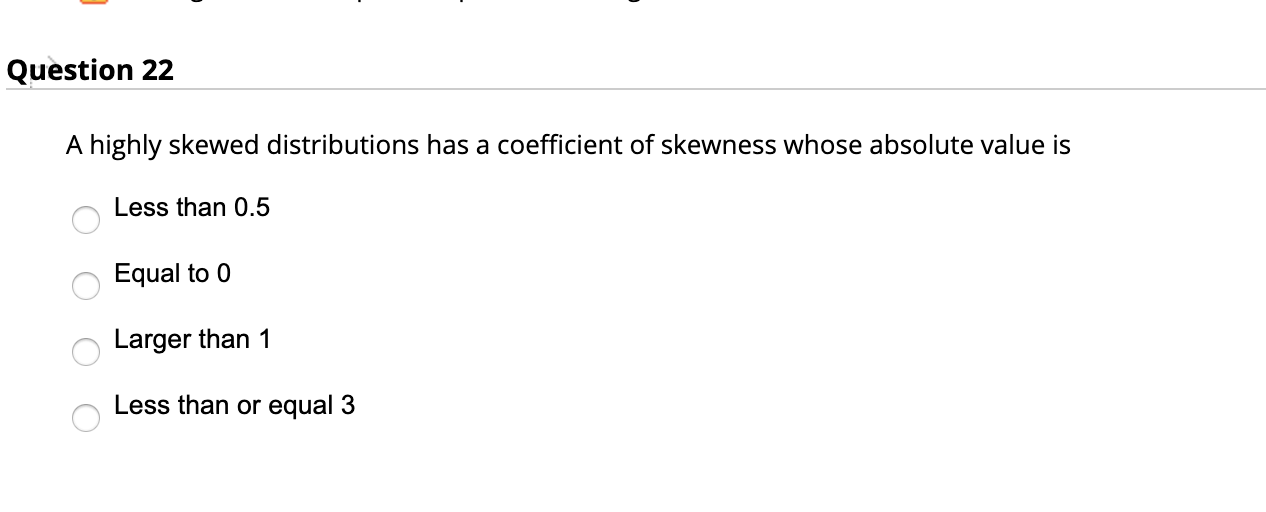 Question 22
A highly skewed distributions has a coefficient of skewness whose absolute value is
Less than 0.5
Equal to 0
Larger than 1
Less than or equal 3